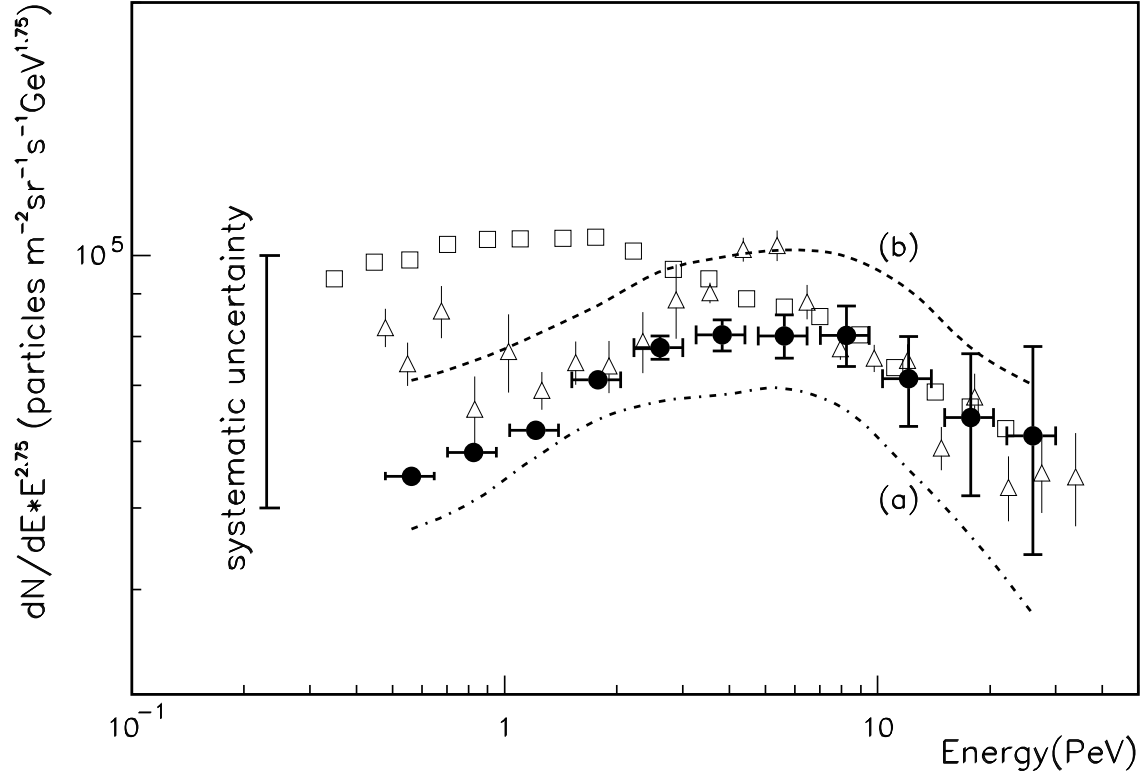 dN/dE*E^2.75 (particles m^-2sr^-1s^-1GeV^1.75)
10^5
systematic uncertainty
(b)
(a)
10^-1
1
10
Energy(PeV)